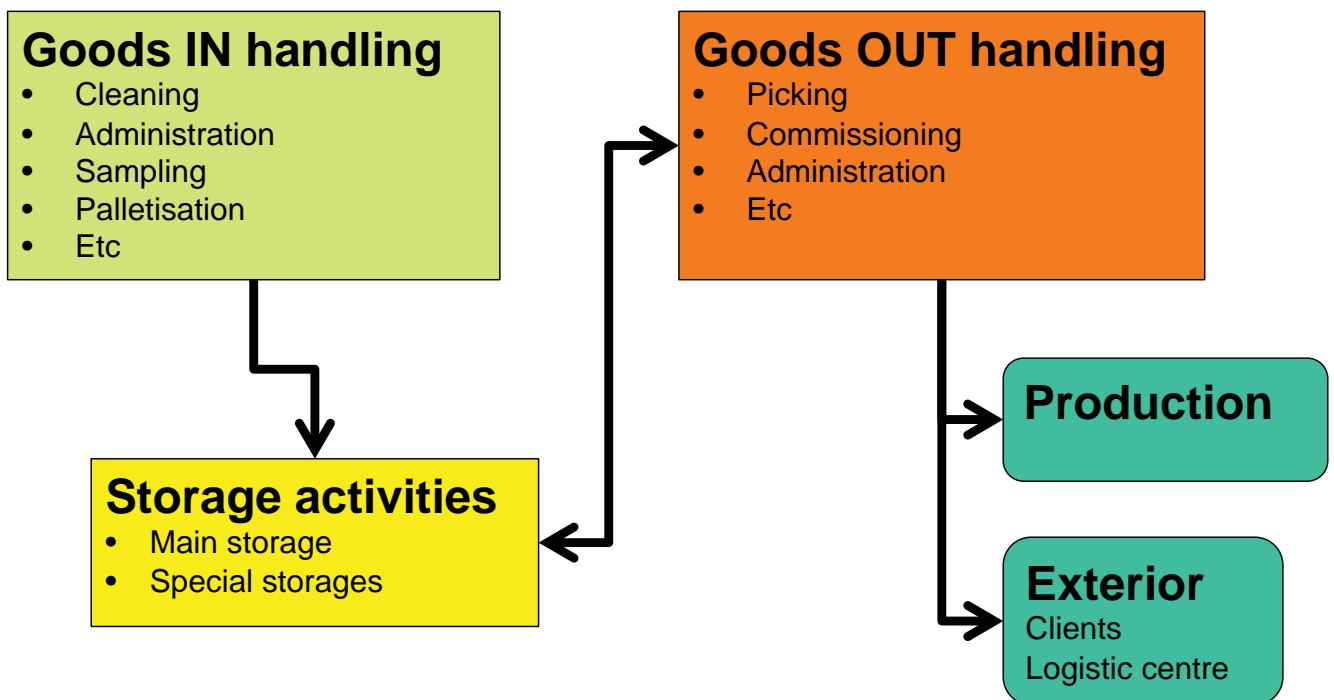 Goods IN handling
• Cleaning
• Administration
• Sampling
• Palletisation
• Etc
Goods OUT handling
• Picking
• Commissioning
• Administration
• Etc
Storage activities
• Main storage
• Special storages
Production
Exterior
Clients
Logistic centre